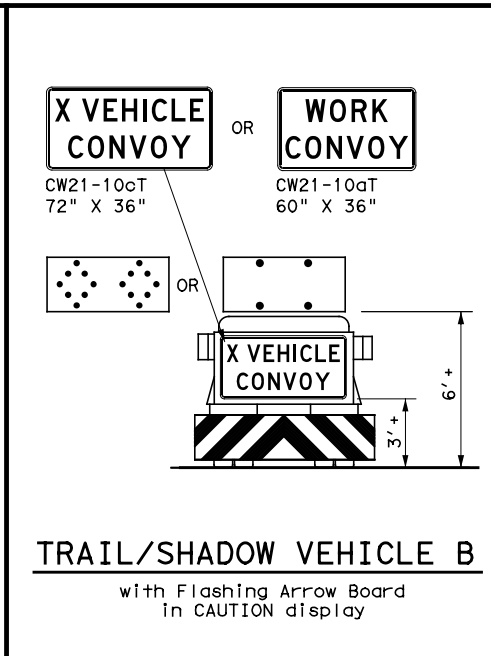 X VEHICLE
CONVOY
OR
WORK
CONVOY
CW21-10cT
72" X 36"
CW21-10aT
60" X 36"
OR
X VEHICLE
CONVOY
3'+
6'+
TRAIL/SHADOW VEHICLE B
with Flashing Arrow Board
in CAUTION display